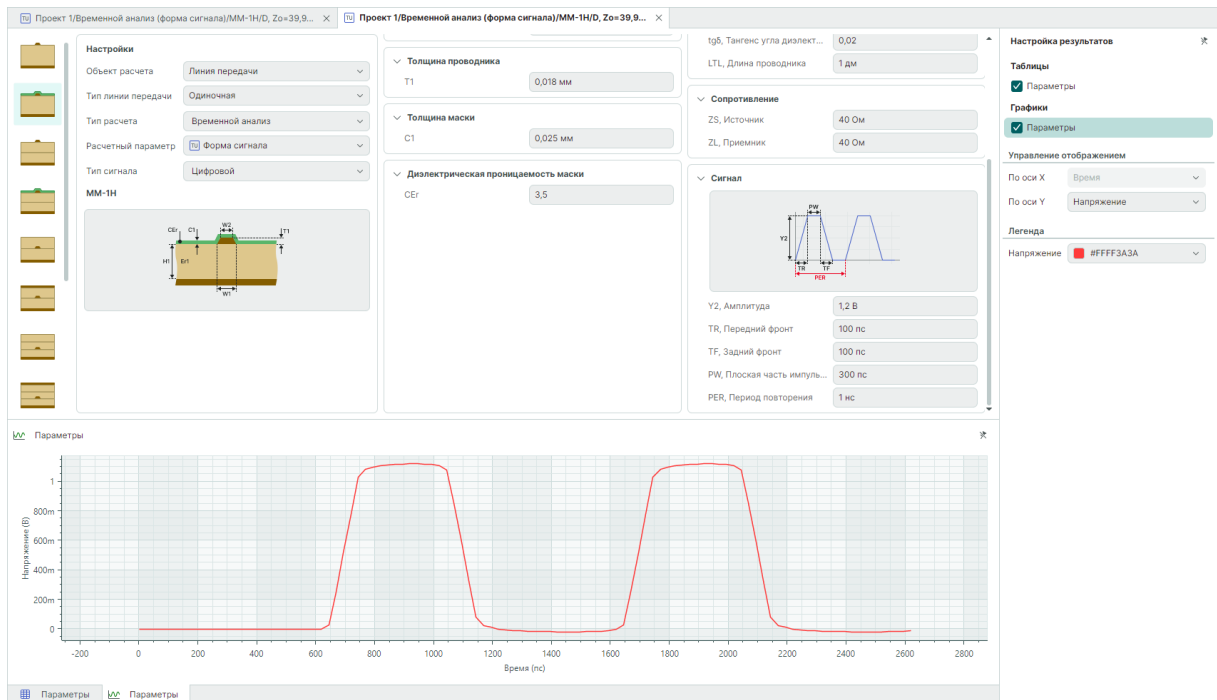 Проект 1/Временной анализ (форма сигнала)/MM-1H/D, Zo=39,9...
Проект 1/Временной анализ (форма сигнала)/MM-1H/D, Zo=39,9...
Настройки
Объект расчета Линия передачи
Тип линии передачи Одиночная
Тип расчета Временной анализ
Расчетный параметр TU Форма сигнала
Тип сигнала Цифровой
MM-1H
CEr C1 W2 T1
H1 Er1
W1
Толщина проводника
T1 0,018 мм
Толщина маски
C1 0,025 мм
Диэлектрическая проницаемость маски
CEr 3,5
tgδ, Тангенс угла диэлект... 0,02
LTL, Длина проводника 1 дм
Сопротивление
ZS, Источник 40 Ом
ZL, Приемник 40 Ом
Сигнал
PW
Y2
TR TF
PER
Y2, Амплитуда 1,2 В
TR, Передний фронт 100 пс
TF, Задний фронт 100 пс
PW, Плоская часть импуль... 300 пс
PER, Период повторения 1 нс
Настройка результатов
Таблицы
Параметры
Графики
Параметры
Управление отображением
По оси X Время
По оси Y Напряжение
Легенда
Напряжение #FFFF3A3A
Параметры
Напряжение (В)
1
800m
600m
400m
200m
0
-200 0 200 400 600 800 1000 1200 1400 1600 1800 2000 2200 2400 2600 2800
Время (пс)
Параметры Параметры